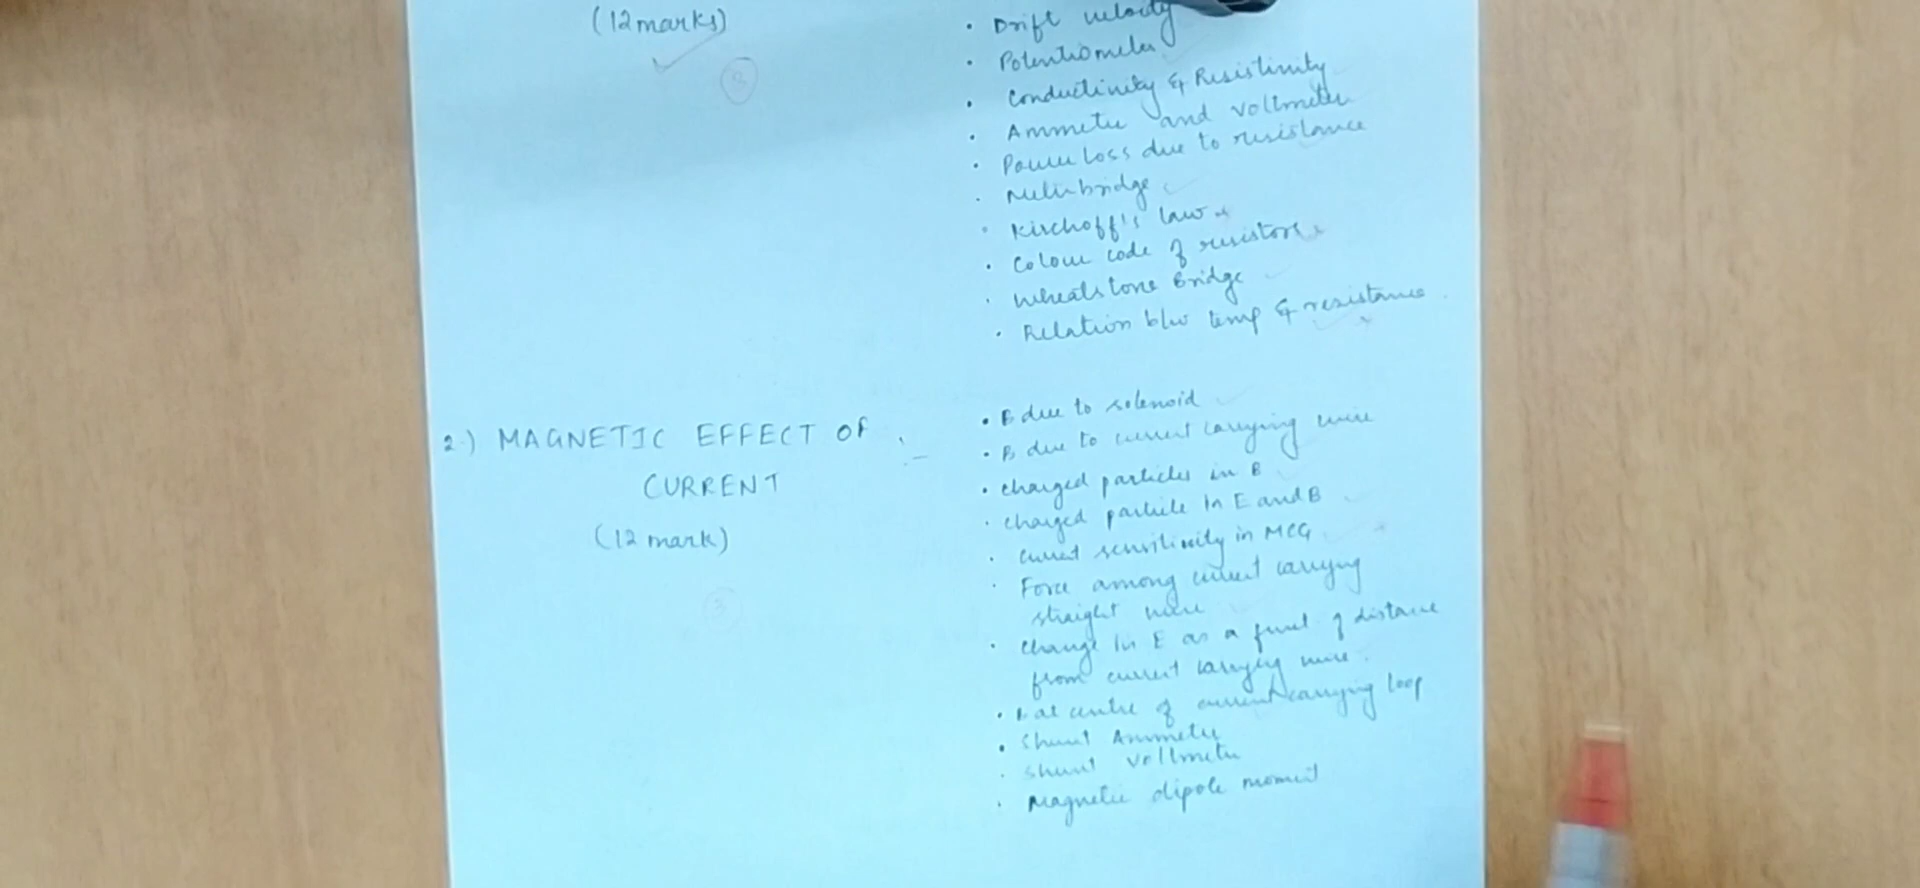 (12 marks)
3
• Drift velocity
• Potentiometer
• Conductivity & Resistivity
• Ammeter and voltmeter
• Power loss due to resistance
• Meterbridge
• Kirchoff's law
• Colour code of resistors
• Wheatstone Bridge
• Relation b/w temp & resistance
2.) MAGNETIC EFFECT OF
CURRENT
(12 mark)
3
• B due to solenoid
• B due to current carrying wire
• charged particles in B
• charged particle in E and B
• current sensitivity in MCG
• Force among current carrying
straight wire
• change in E as a funct of distance
from current carrying wire.
• B at centre of current carrying loop
• Shunt Ammeter
• Shunt voltmeter
• Magnetic dipole moment